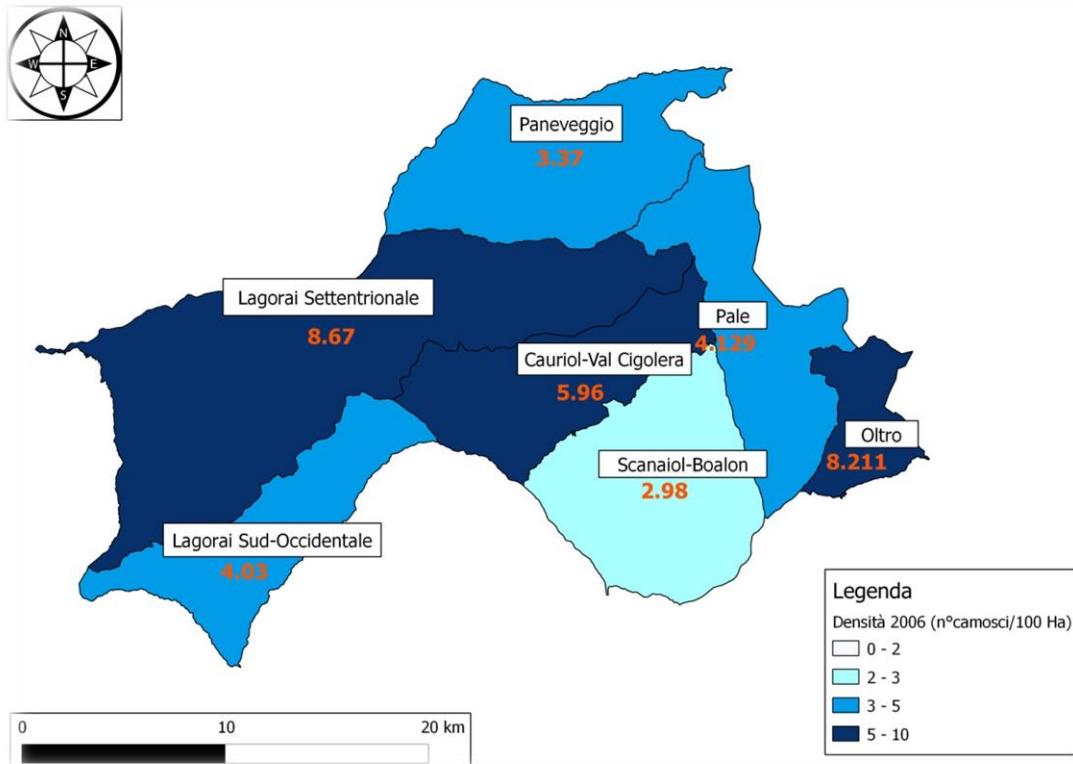 N
W E
S
Paneveggio
3.37
Lagorai Settentrionale
8.67
Pale
4.129
Cauriol-Val Cigolera
5.96
Oltro
8.211
Scanaiol-Boalon
2.98
Lagorai Sud-Occidentale
4.03
Legenda
Densità 2006 (n°camosci/100 Ha)
0 - 2
2 - 3
3 - 5
5 - 10
0 10 20 km